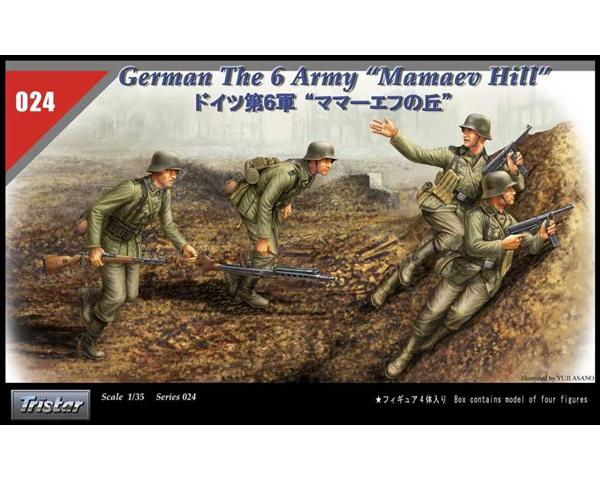 024
German The 6 Army "Mamaev Hill"
ドイツ第6軍 “ママーエフの丘”
Illustrated by YUJI ASANO
Tristar
Scale 1/35 Series 024
★フィギュア4体入り Box contains model of four figures